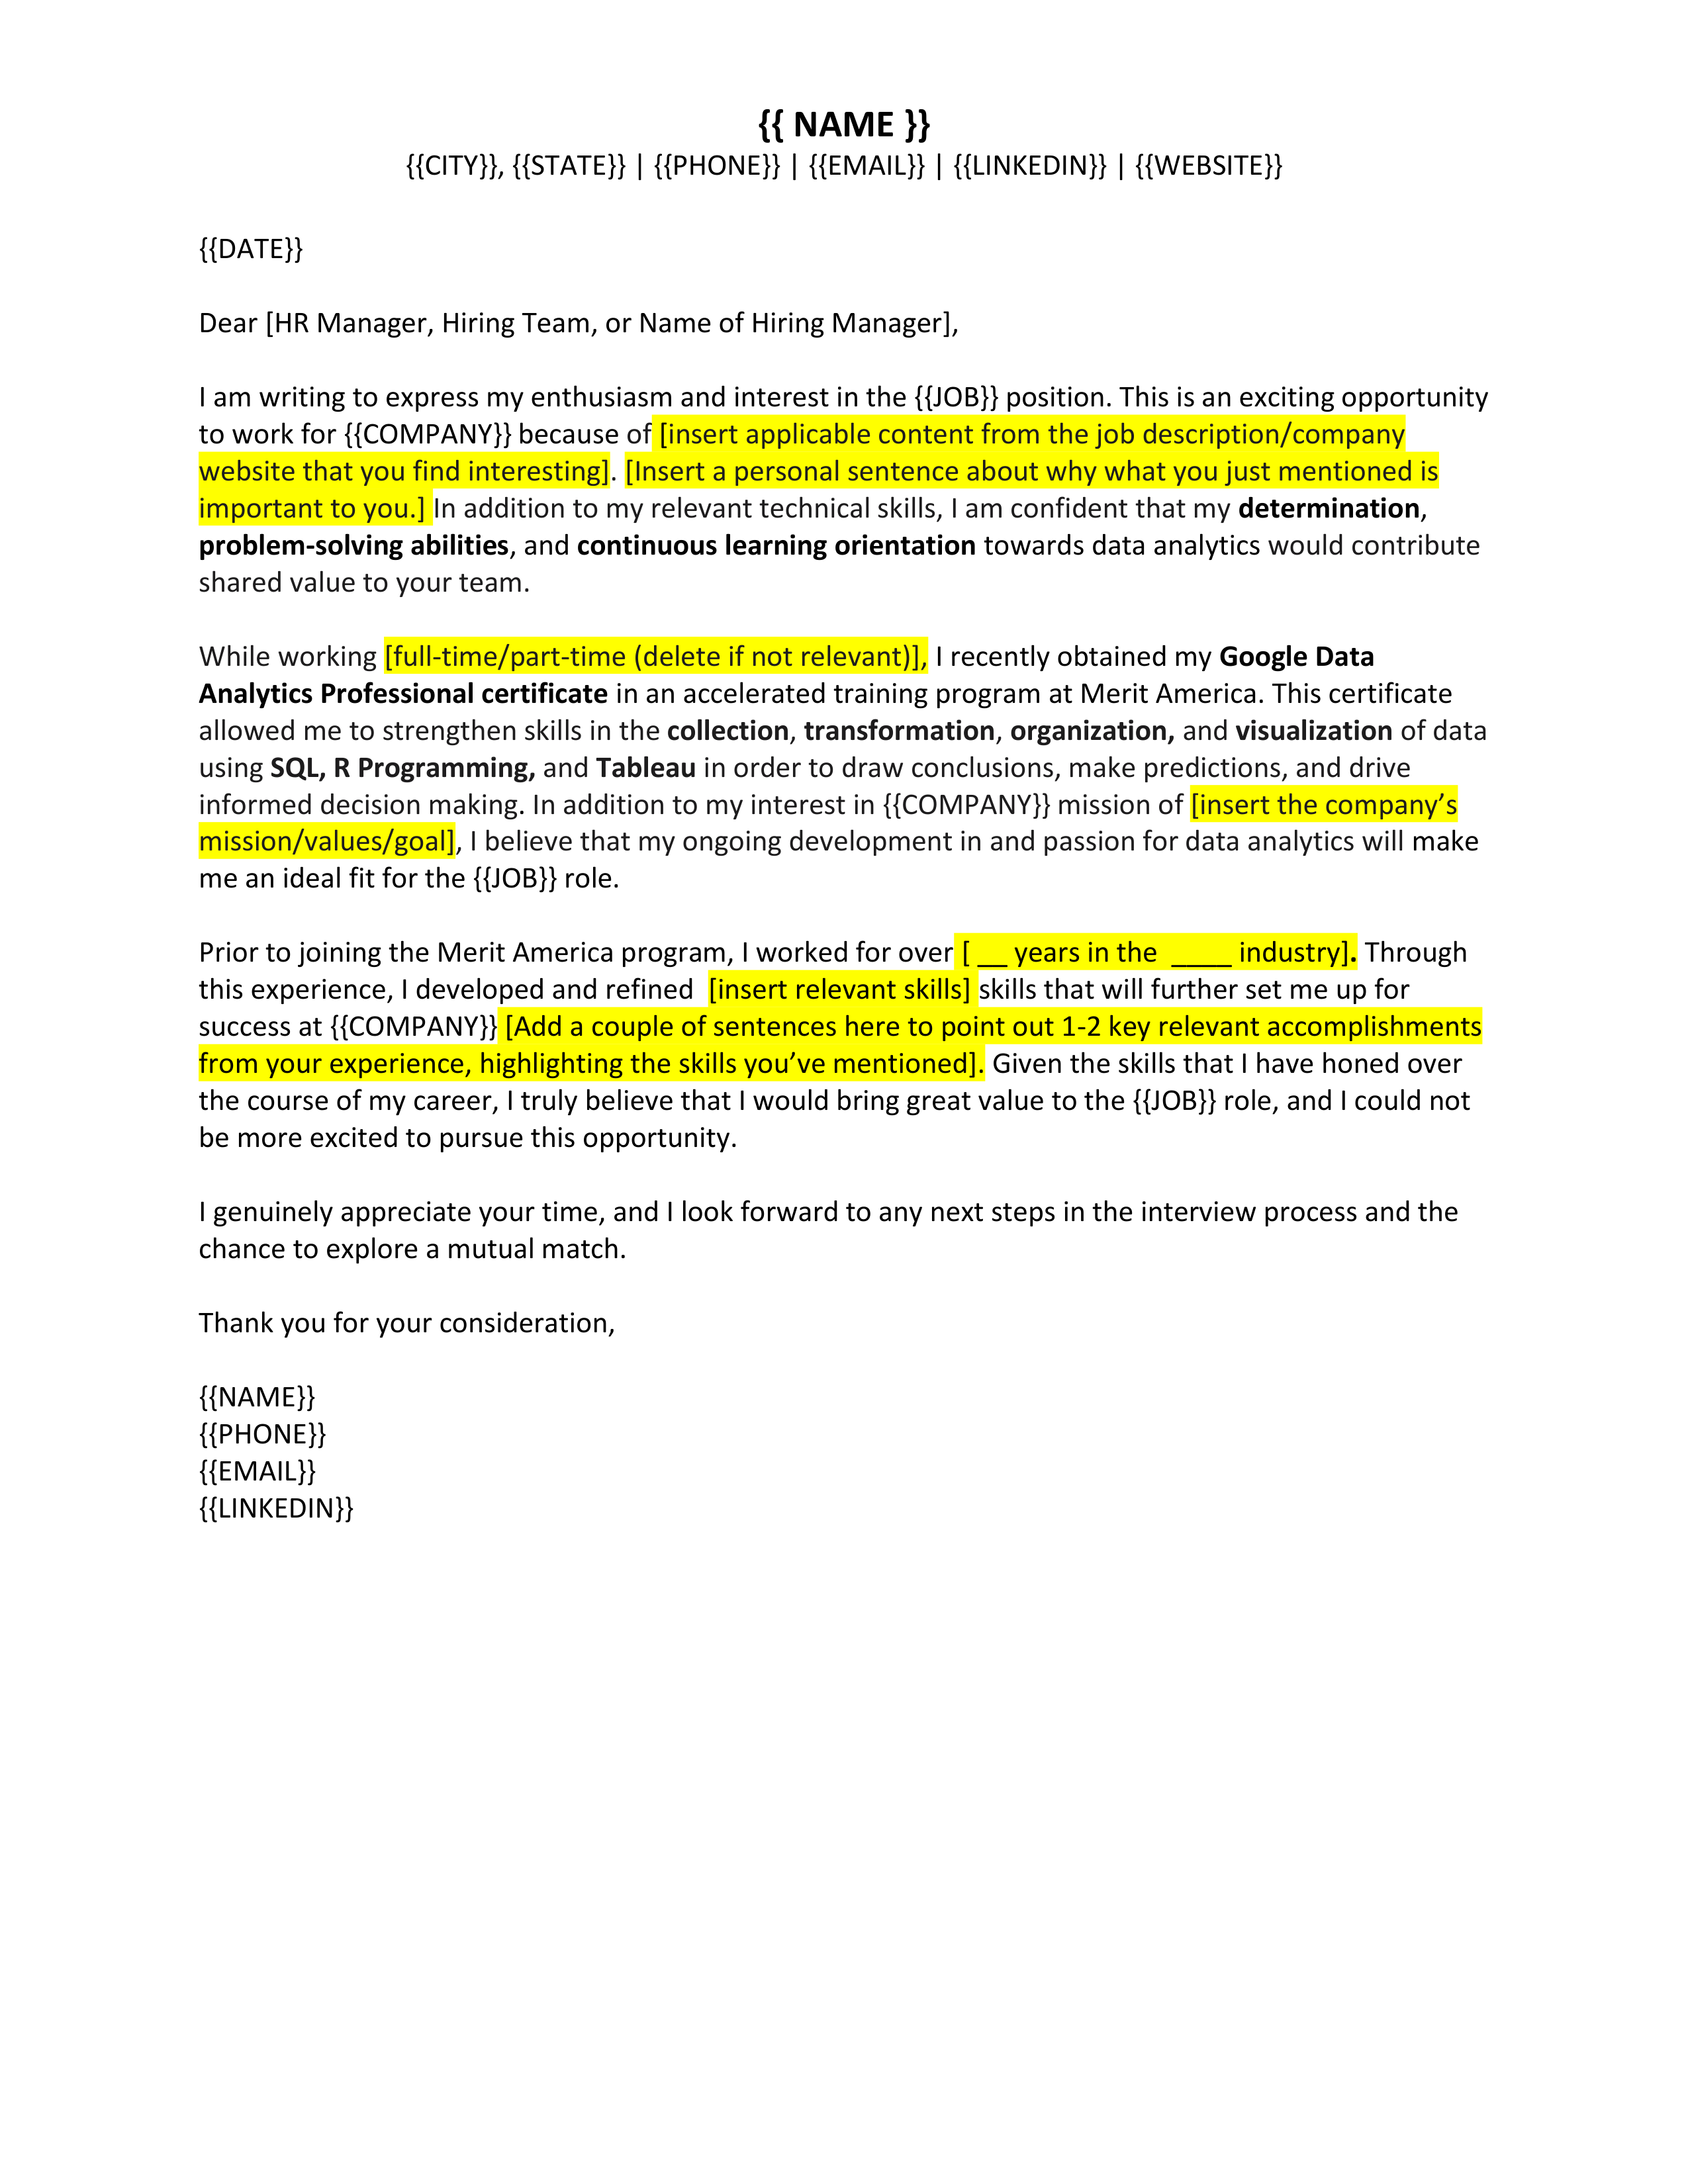 {{ NAME }}
{{CITY}}, {{STATE}} | {{PHONE}} | {{EMAIL}} | {{LINKEDIN}} | {{WEBSITE}}
{{DATE}}
Dear [HR Manager, Hiring Team, or Name of Hiring Manager],
I am writing to express my enthusiasm and interest in the {{JOB}} position. This is an exciting opportunity
to work for {{COMPANY}} because of [insert applicable content from the job description/company
website that you find interesting]. [Insert a personal sentence about why what you just mentioned is
important to you.] In addition to my relevant technical skills, I am confident that my determination,
problem-solving abilities, and continuous learning orientation towards data analytics would contribute
shared value to your team.
While working [full-time/part-time (delete if not relevant)], I recently obtained my Google Data
Analytics Professional certificate in an accelerated training program at Merit America. This certificate
allowed me to strengthen skills in the collection, transformation, organization, and visualization of data
using SQL, R Programming, and Tableau in order to draw conclusions, make predictions, and drive
informed decision making. In addition to my interest in {{COMPANY}} mission of [insert the company’s
mission/values/goal], I believe that my ongoing development in and passion for data analytics will make
me an ideal fit for the {{JOB}} role.
Prior to joining the Merit America program, I worked for over [ __ years in the ____ industry]. Through
this experience, I developed and refined [insert relevant skills] skills that will further set me up for
success at {{COMPANY}} [Add a couple of sentences here to point out 1-2 key relevant accomplishments
from your experience, highlighting the skills you’ve mentioned]. Given the skills that I have honed over
the course of my career, I truly believe that I would bring great value to the {{JOB}} role, and I could not
be more excited to pursue this opportunity.
I genuinely appreciate your time, and I look forward to any next steps in the interview process and the
chance to explore a mutual match.
Thank you for your consideration,
{{NAME}}
{{PHONE}}
{{EMAIL}}
{{LINKEDIN}}